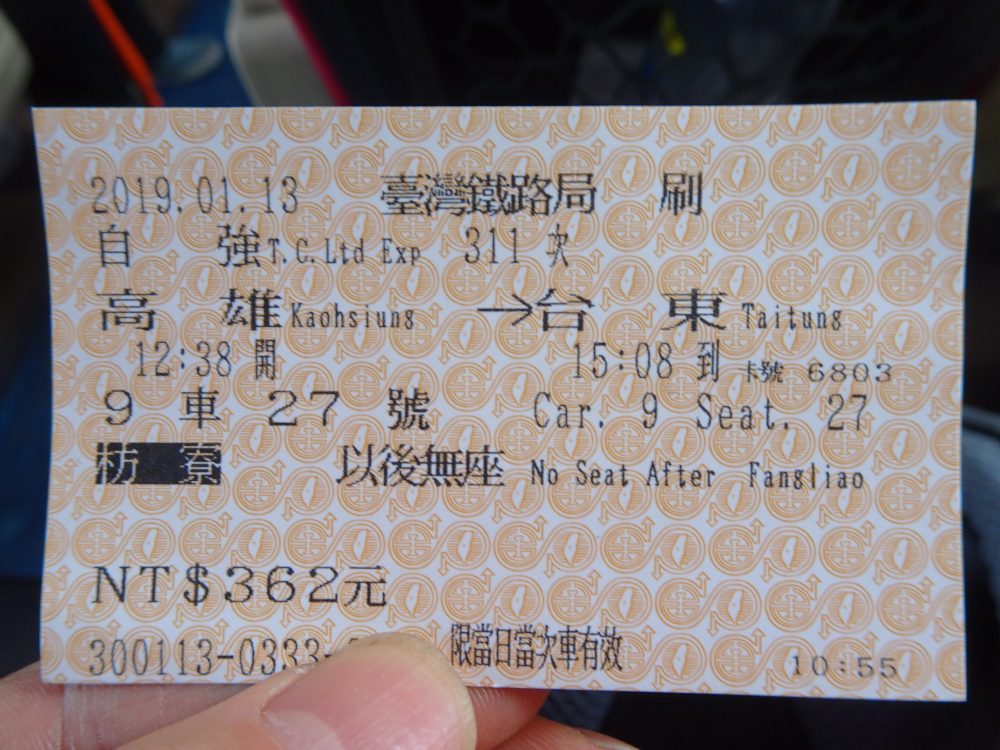 2019.01.13 臺灣鐵路局 刷
自強 T.C.Ltd Exp 311 次
高雄 Kaohsiung →台東 Taitung
12:38 開 15:08 到 卡號 6803
9 車 27 號 Car. 9 Seat. 27
枋寮 以後無座 No Seat After Fangliao
NT$362元
300113-0333- 限當日當次車有效 10:55